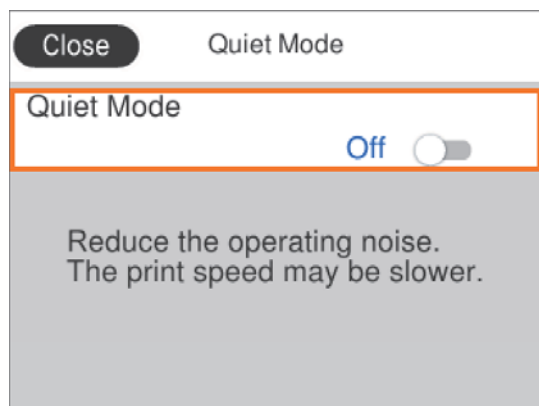 Close Quiet Mode
Quiet Mode
Off
Reduce the operating noise.
The print speed may be slower.